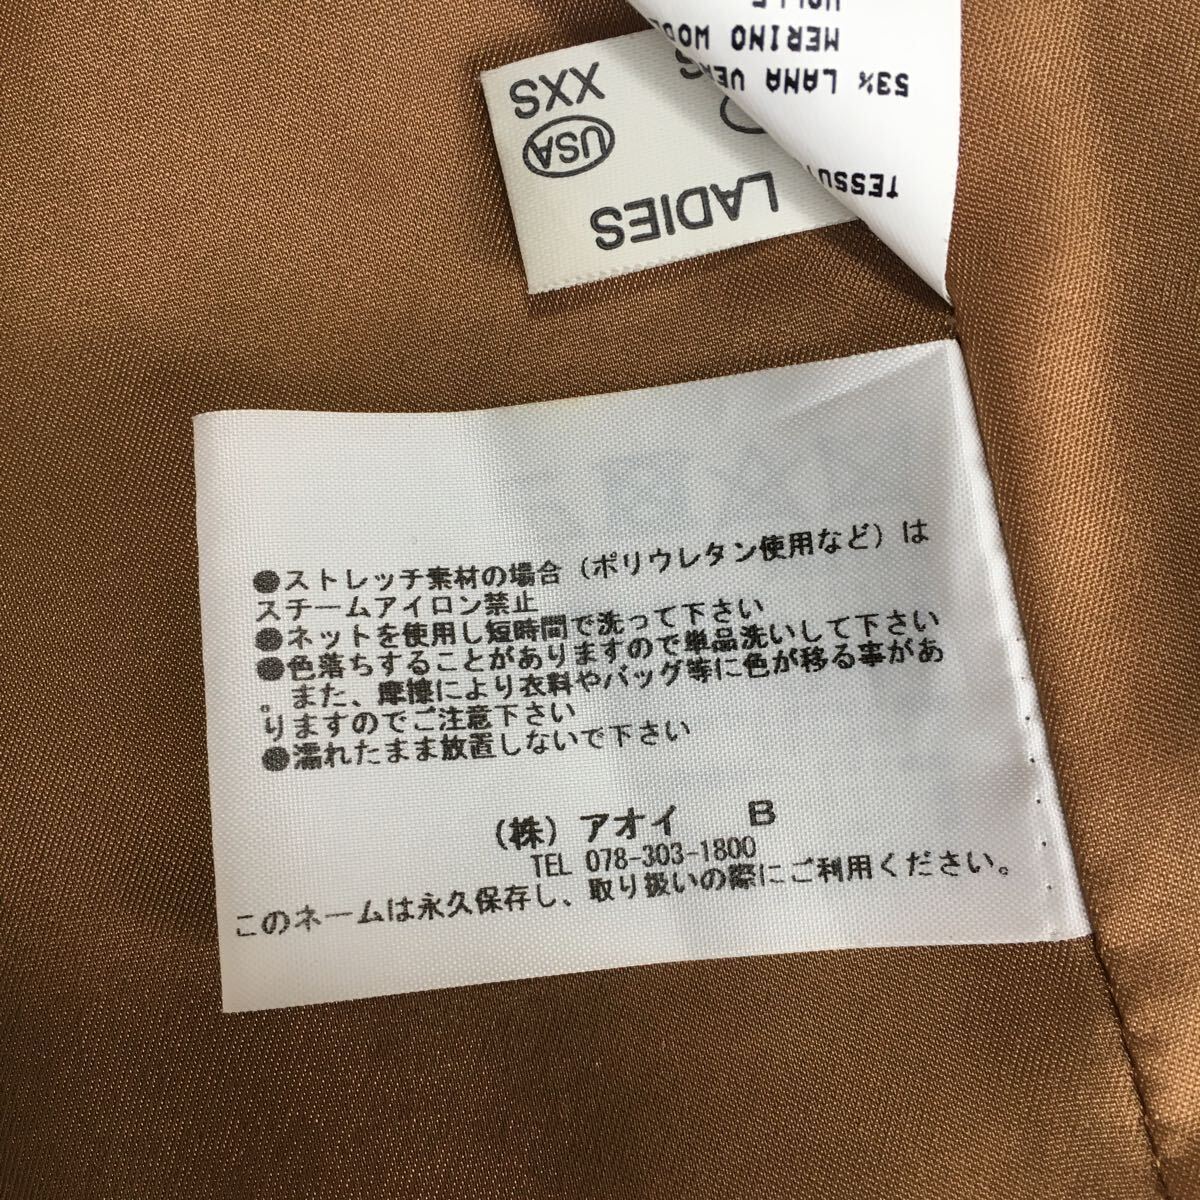 TESSU
53% LANA VE
MERINO WOO
LADIES
USA
XXS
●ストレッチ素材の場合（ポリウレタン使用など）は
スチームアイロン禁止
●ネットを使用し短時間で洗って下さい
●色落ちすることがありますので単品洗いして下さい
。また、摩擦により衣料やバッグ等に色が移る事があ
りますのでご注意下さい
●濡れたまま放置しないで下さい
（株）アオイ B
TEL 078-303-1800
このネームは永久保存し、取り扱いの際にご利用ください。